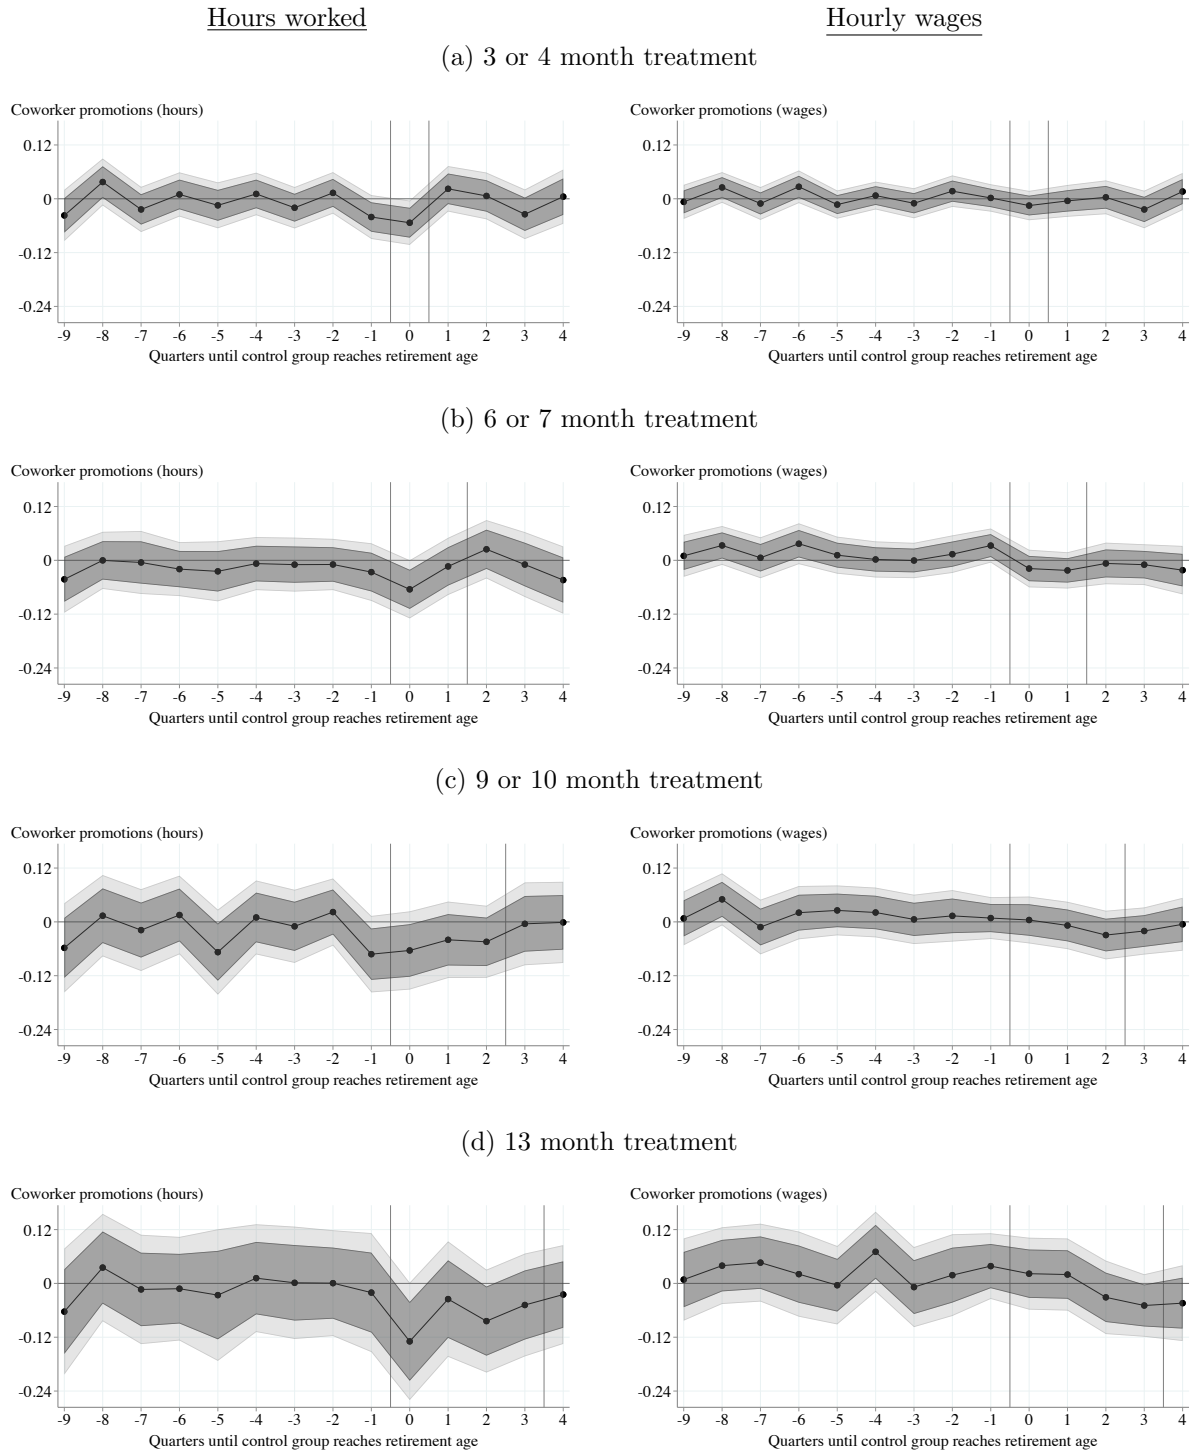 Hours worked Hourly wages
(a) 3 or 4 month treatment
Coworker promotions (hours)
0.12
0
-0.12
-0.24
-9 -8 -7 -6 -5 -4 -3 -2 -1 0 1 2 3 4
Quarters until control group reaches retirement age
Coworker promotions (wages)
0.12
0
-0.12
-0.24
-9 -8 -7 -6 -5 -4 -3 -2 -1 0 1 2 3 4
Quarters until control group reaches retirement age
(b) 6 or 7 month treatment
Coworker promotions (hours)
0.12
0
-0.12
-0.24
-9 -8 -7 -6 -5 -4 -3 -2 -1 0 1 2 3 4
Quarters until control group reaches retirement age
Coworker promotions (wages)
0.12
0
-0.12
-0.24
-9 -8 -7 -6 -5 -4 -3 -2 -1 0 1 2 3 4
Quarters until control group reaches retirement age
(c) 9 or 10 month treatment
Coworker promotions (hours)
0.12
0
-0.12
-0.24
-9 -8 -7 -6 -5 -4 -3 -2 -1 0 1 2 3 4
Quarters until control group reaches retirement age
Coworker promotions (wages)
0.12
0
-0.12
-0.24
-9 -8 -7 -6 -5 -4 -3 -2 -1 0 1 2 3 4
Quarters until control group reaches retirement age
(d) 13 month treatment
Coworker promotions (hours)
0.12
0
-0.12
-0.24
-9 -8 -7 -6 -5 -4 -3 -2 -1 0 1 2 3 4
Quarters until control group reaches retirement age
Coworker promotions (wages)
0.12
0
-0.12
-0.24
-9 -8 -7 -6 -5 -4 -3 -2 -1 0 1 2 3 4
Quarters until control group reaches retirement age